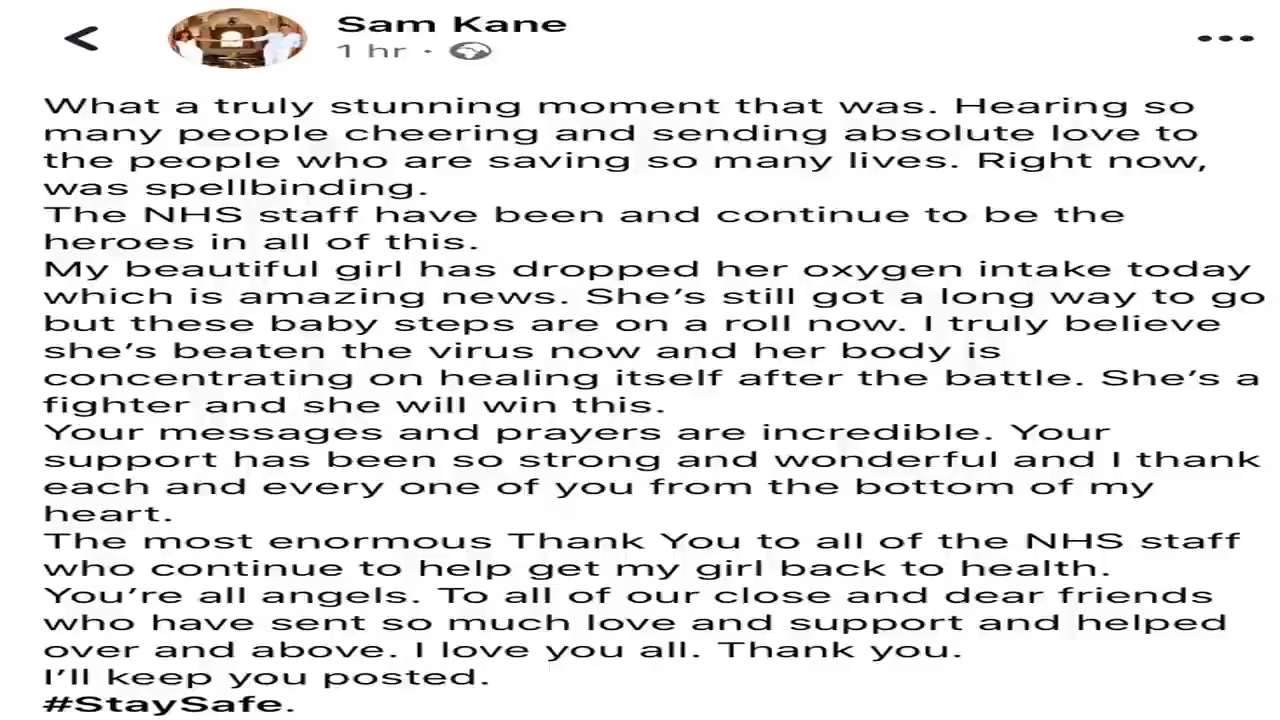 Sam Kane
1 hr ·
What a truly stunning moment that was. Hearing so
many people cheering and sending absolute love to
the people who are saving so many lives. Right now,
was spellbinding.
The NHS staff have been and continue to be the
heroes in all of this.
My beautiful girl has dropped her oxygen intake today
which is amazing news. She's still got a long way to go
but these baby steps are on a roll now. I truly believe
she's beaten the virus now and her body is
concentrating on healing itself after the battle. She's a
fighter and she will win this.
Your messages and prayers are incredible. Your
support has been so strong and wonderful and I thank
each and every one of you from the bottom of my
heart.
The most enormous Thank You to all of the NHS staff
who continue to help get my girl back to health.
You're all angels. To all of our close and dear friends
who have sent so much love and support and helped
over and above. I love you all. Thank you.
I'll keep you posted.
#StaySafe.